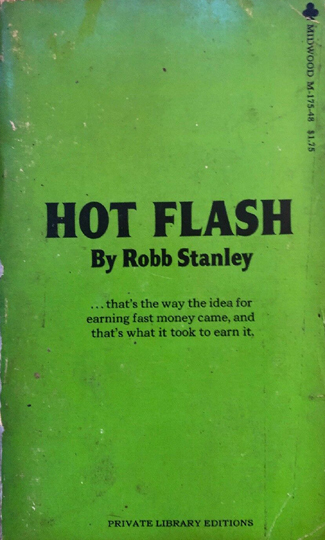 MIDWOOD M-175-48 $1.75
HOT FLASH
By Robb Stanley
...that's the way the idea for
earning fast money came, and
that's what it took to earn it.
PRIVATE LIBRARY EDITIONS